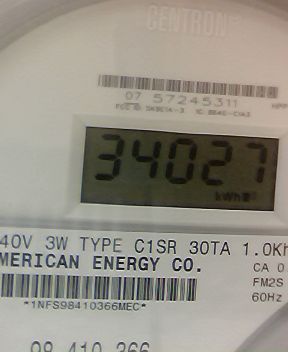 CENTRON®
07 57245311
34027
kWh
40V 3W TYPE C1SR 30TA 1.0Kh
MERICAN ENERGY CO.
CA 0.
FM2S
60Hz
*1NFS98410366MEC*
98 410 366